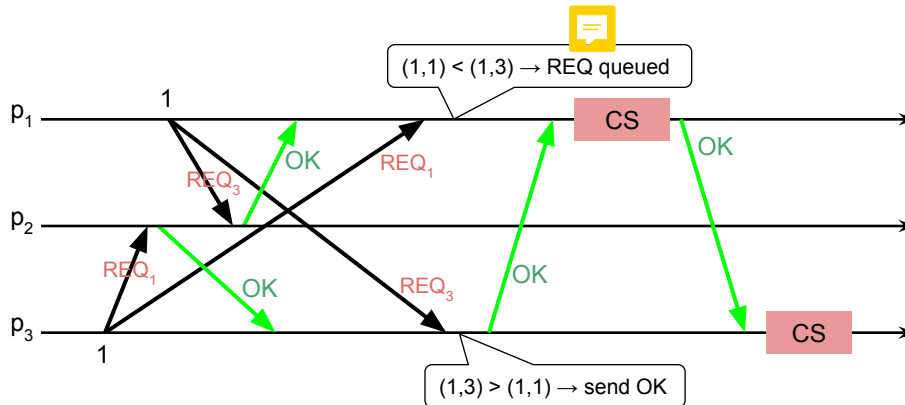 (1,1) < (1,3) → REQ queued
1
p1
CS
OK
REQ1
OK
REQ3
p2
REQ1
OK
OK
REQ3
p3
CS
1
(1,3) > (1,1) → send OK